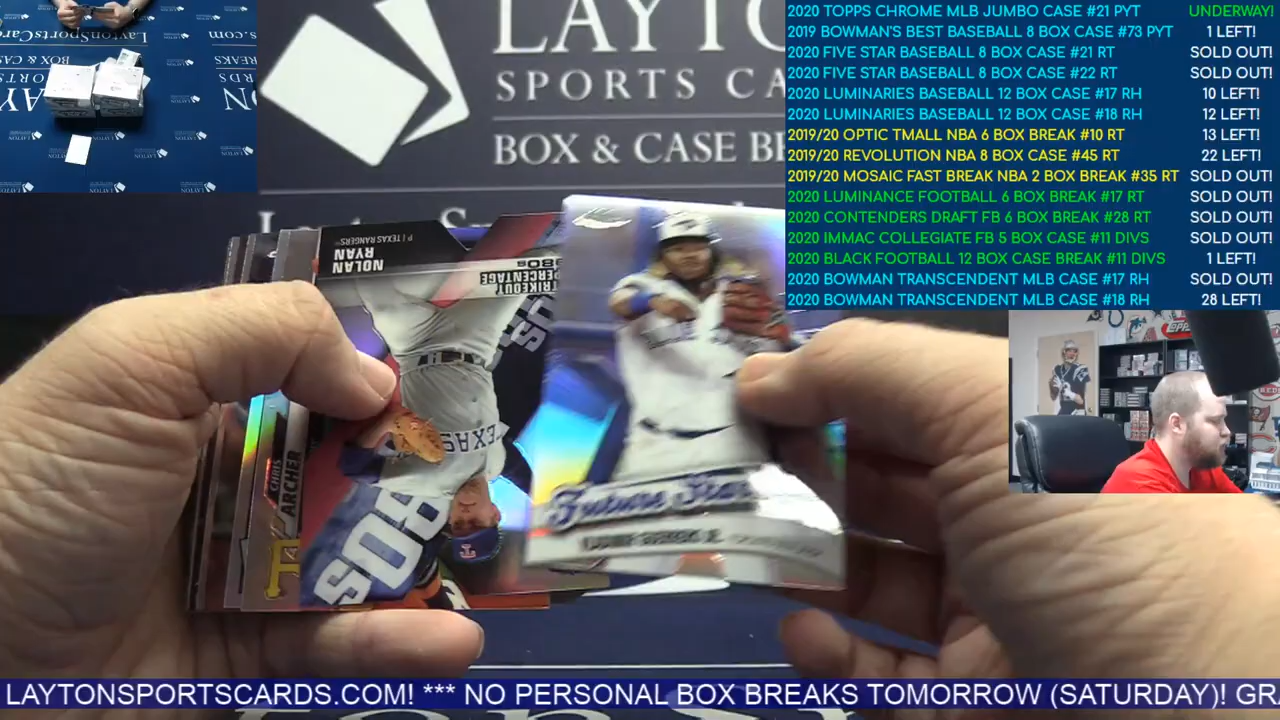 LaytonSportsCards
BOX & CA
LAYTO
SPORTS CA
BOX & CASE BR
2020 TOPPS CHROME MLB JUMBO CASE #21 PYT UNDERWAY!
2019 BOWMAN'S BEST BASEBALL 8 BOX CASE #73 PYT 1 LEFT!
2020 FIVE STAR BASEBALL 8 BOX CASE #21 RT SOLD OUT!
2020 FIVE STAR BASEBALL 8 BOX CASE #22 RT SOLD OUT!
2020 LUMINARIES BASEBALL 12 BOX CASE #17 RH 10 LEFT!
2020 LUMINARIES BASEBALL 12 BOX CASE #18 RH 12 LEFT!
2019/20 OPTIC TMALL NBA 6 BOX BREAK #10 RT 13 LEFT!
2019/20 REVOLUTION NBA 8 BOX CASE #45 RT 22 LEFT!
2019/20 MOSAIC FAST BREAK NBA 2 BOX BREAK #35 RT SOLD OUT!
2020 LUMINANCE FOOTBALL 6 BOX BREAK #17 RT SOLD OUT!
2020 CONTENDERS DRAFT FB 6 BOX BREAK #28 RT SOLD OUT!
2020 IMMAC COLLEGIATE FB 5 BOX CASE #11 DIVS SOLD OUT!
2020 BLACK FOOTBALL 12 BOX CASE BREAK #11 DIVS 1 LEFT!
2020 BOWMAN TRANSCENDENT MLB CASE #17 RH SOLD OUT!
2020 BOWMAN TRANSCENDENT MLB CASE #18 RH 28 LEFT!
P | TEXAS RANGERS
NOLAN
RYAN
TRIKEOUT
PERCENTAGE
80s
TEXAS
80s
CHRIS
ARCHER
Future Star
LAYTONSPORTSCARDS.COM! *** NO PERSONAL BOX BREAKS TOMORROW (SATURDAY)! GR